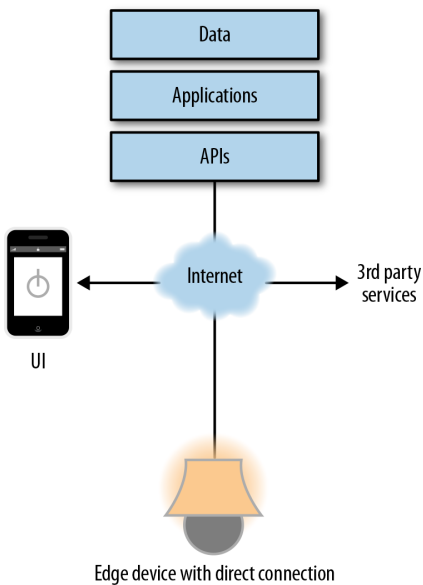 Data
Applications
APIs
Internet
3rd party
services
UI
Edge device with direct connection